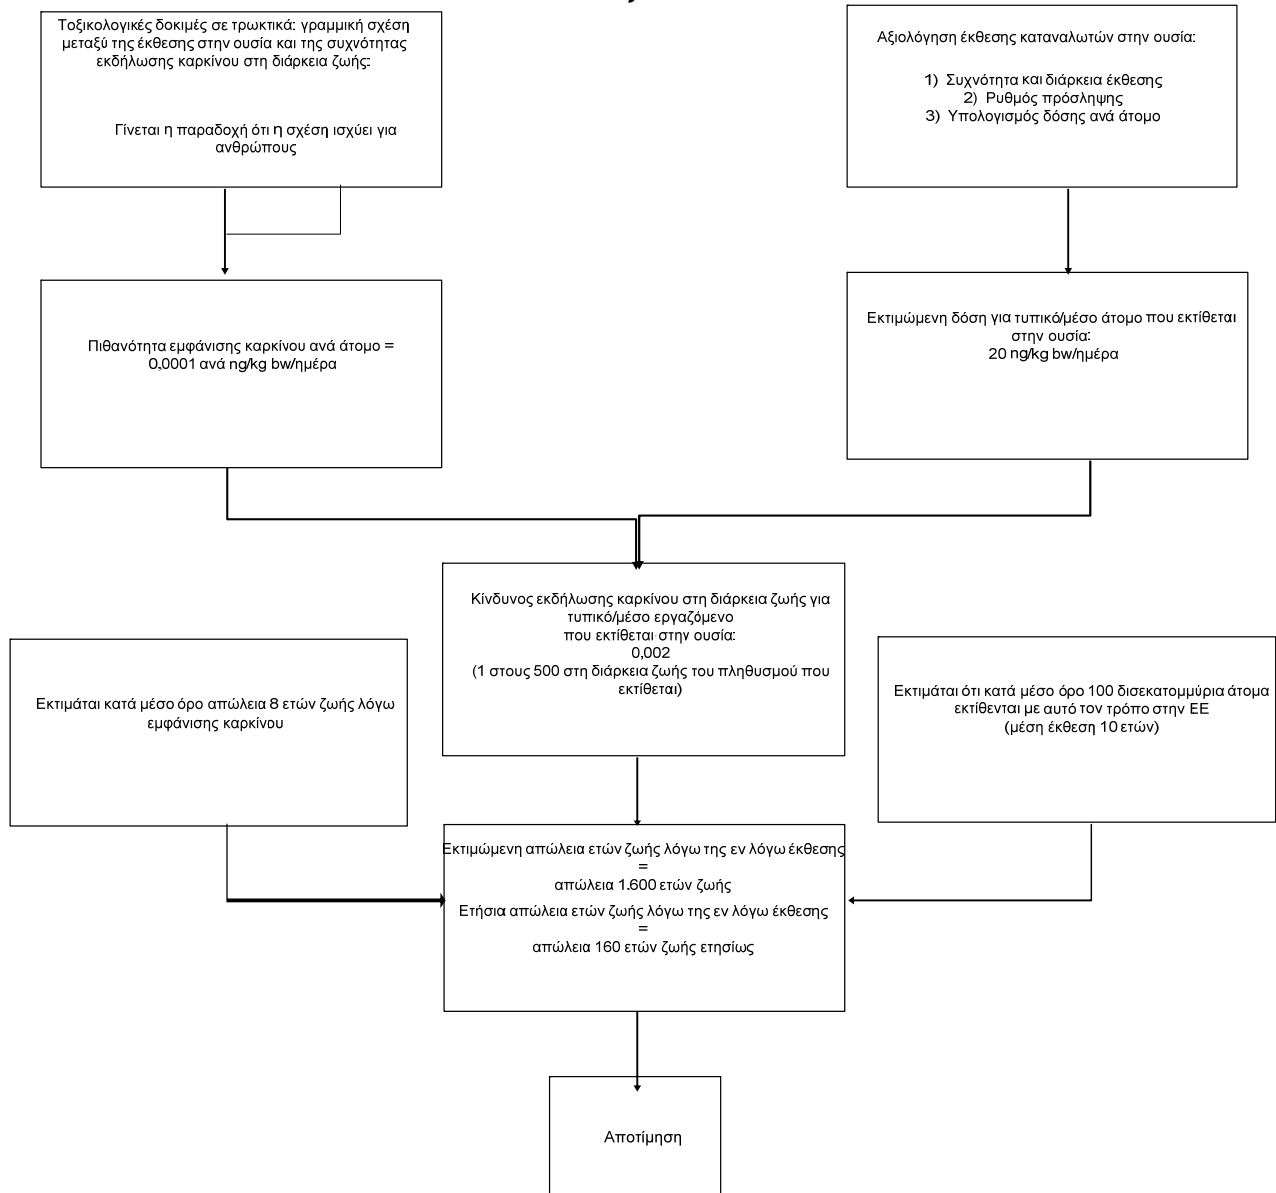 Τοξικολογικές δοκιμές σε τρωκτικά: γραμμική σχέση
μεταξύ της έκθεσης στην ουσία και της συχνότητας
εκδήλωσης καρκίνου στη διάρκεια ζωής:
Γίνεται η παραδοχή ότι η σχέση ισχύει για
ανθρώπους
Αξιολόγηση έκθεσης καταναλωτών στην ουσία:
1) Συχνότητα και διάρκεια έκθεσης
2) Ρυθμός πρόσληψης
3) Υπολογισμός δόσης ανά άτομο
Πιθανότητα εμφάνισης καρκίνου ανά άτομο =
0,0001 ανά ng/kg bw/ημέρα
Εκτιμώμενη δόση για τυπικό/μέσο άτομο που εκτίθεται
στην ουσία:
20 ng/kg bw/ημέρα
Κίνδυνος εκδήλωσης καρκίνου στη διάρκεια ζωής για
τυπικό/μέσο εργαζόμενο
που εκτίθεται στην ουσία:
0,002
(1 στους 500 στη διάρκεια ζωής του πληθυσμού που
εκτίθεται)
Εκτιμάται κατά μέσο όρο απώλεια 8 ετών ζωής λόγω
εμφάνισης καρκίνου
Εκτιμάται ότι κατά μέσο όρο 100 δισεκατομμύρια άτομα
εκτίθενται με αυτό τον τρόπο στην ΕΕ
(μέση έκθεση 10 ετών)
Εκτιμώμενη απώλεια ετών ζωής λόγω της εν λόγω έκθεσης
=
απώλεια 1.600 ετών ζωής
Ετήσια απώλεια ετών ζωής λόγω της εν λόγω έκθεσης
=
απώλεια 160 ετών ζωής ετησίως
Αποτίμηση